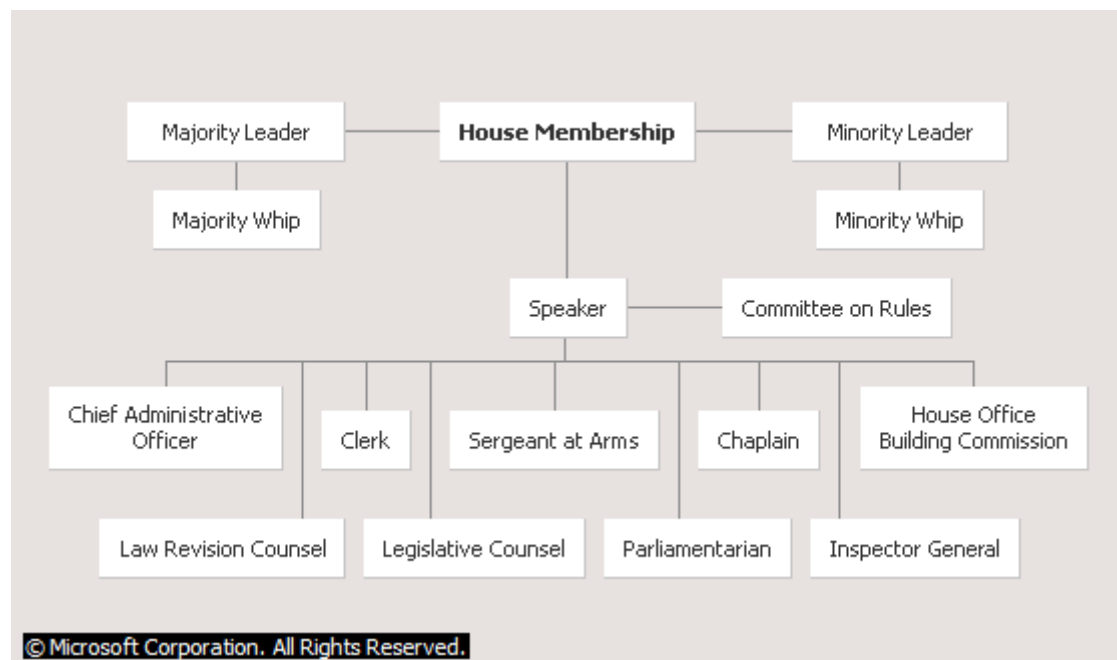 Majority Leader
House Membership
Minority Leader
Majority Whip
Minority Whip
Speaker
Committee on Rules
Chief Administrative
Officer
Clerk
Sergeant at Arms
Chaplain
House Office
Building Commission
Law Revision Counsel
Legislative Counsel
Parliamentarian
Inspector General
© Microsoft Corporation. All Rights Reserved.